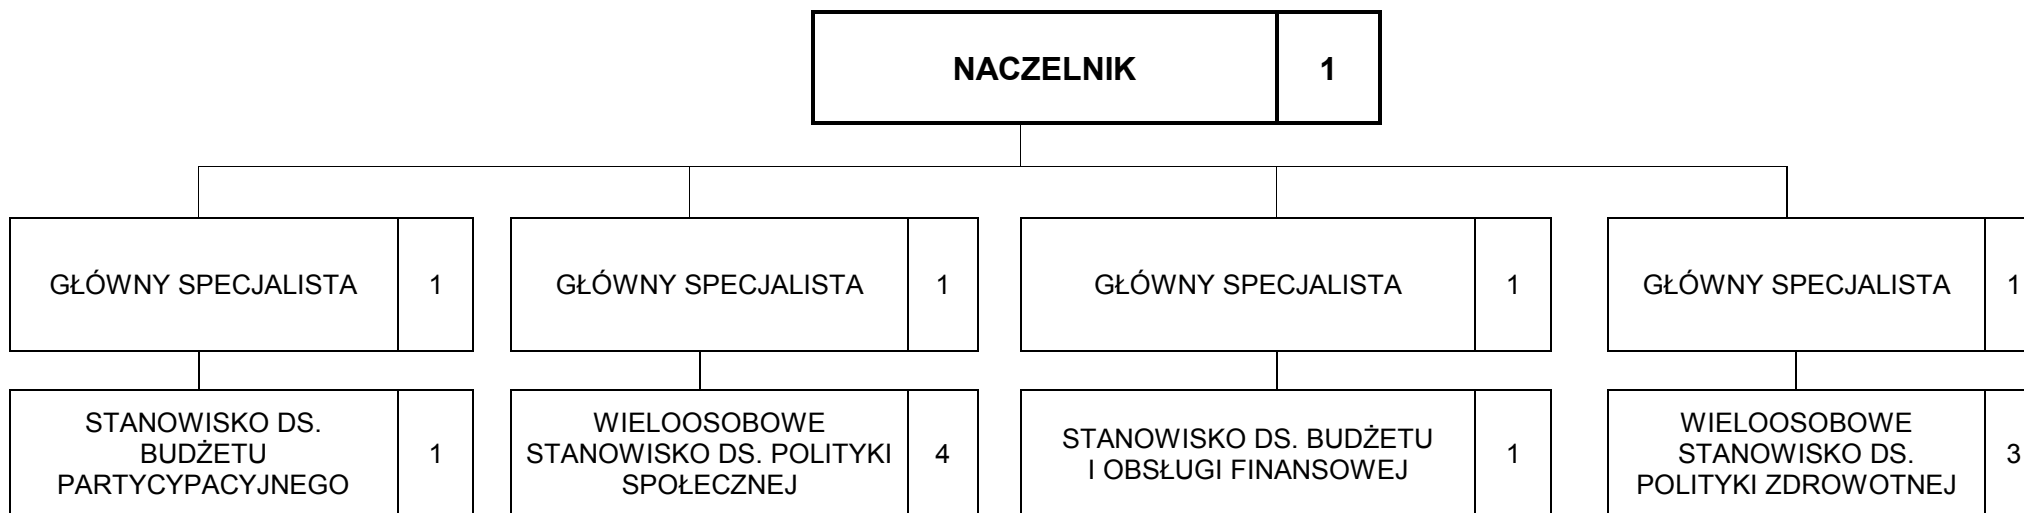 NACZELNIK 1
GŁÓWNY SPECJALISTA 1
GŁÓWNY SPECJALISTA 1
GŁÓWNY SPECJALISTA 1
GŁÓWNY SPECJALISTA 1
STANOWISKO DS.
BUDŻETU
PARTYCYPACYJNEGO
1
WIELOOSOBOWE
STANOWISKO DS. POLITYKI
SPOŁECZNEJ
4
STANOWISKO DS. BUDŻETU
I OBSŁUGI FINANSOWEJ
1
WIELOOSOBOWE
STANOWISKO DS.
POLITYKI ZDROWOTNEJ
3